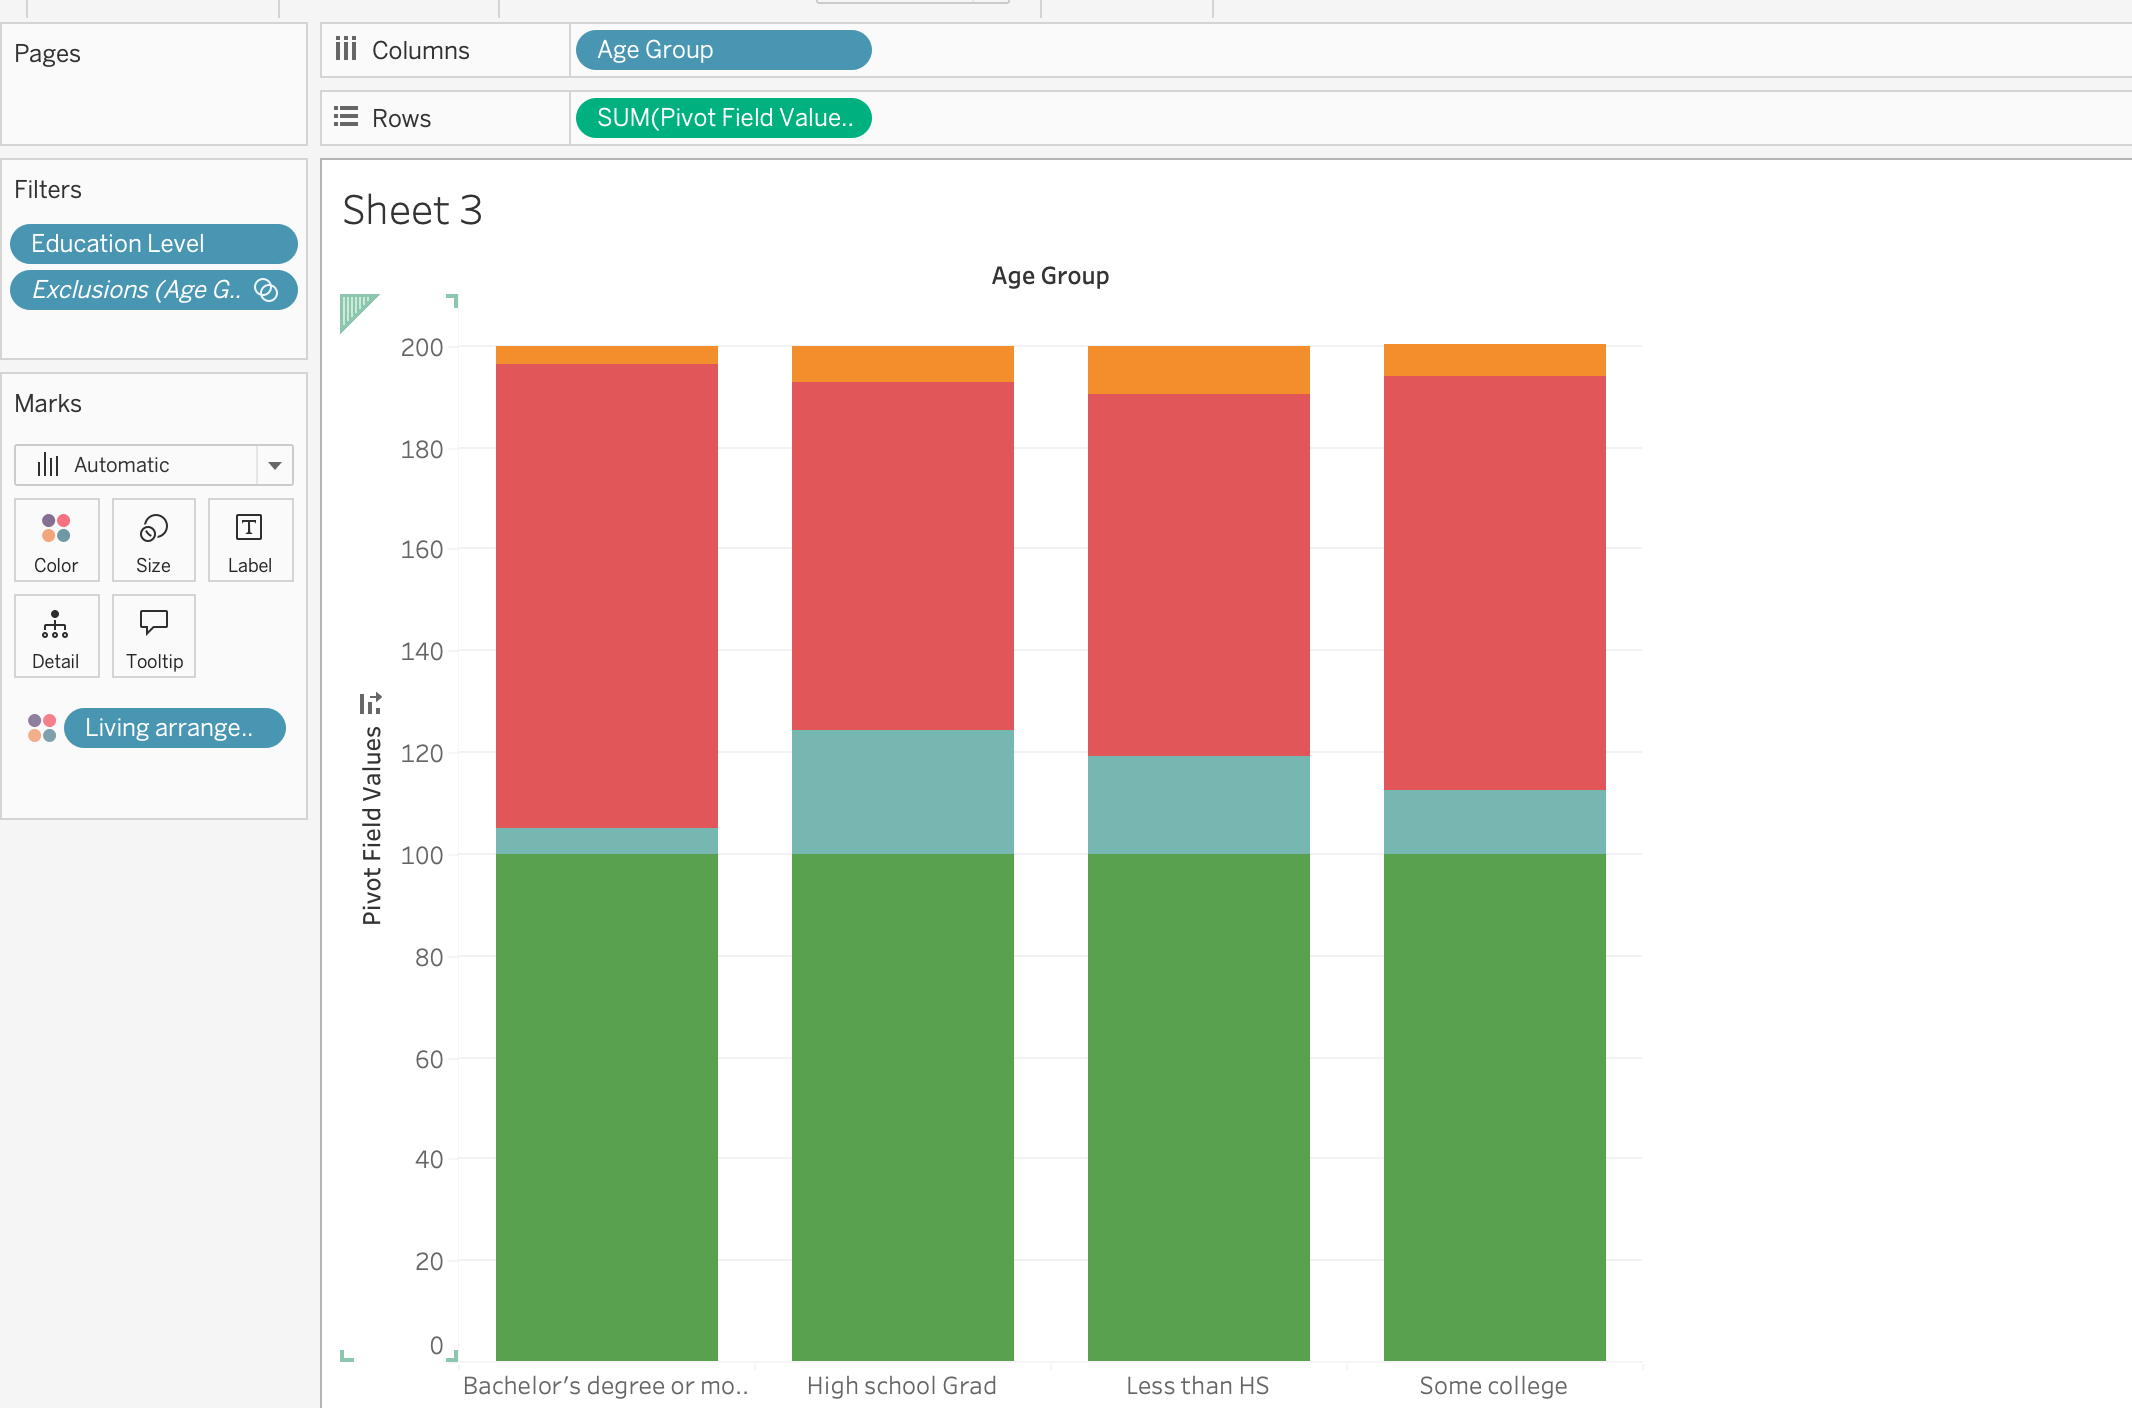 Pages
Columns
Age Group
Rows
SUM(Pivot Field Value..
Filters
Education Level
Exclusions (Age G..
Marks
Automatic
Color
Size
Label
Detail
Tooltip
Living arrange..
Sheet 3
Age Group
200
180
160
140
120
100
80
60
40
20
0
Pivot Field Values
Bachelor's degree or mo..
High school Grad
Less than HS
Some college